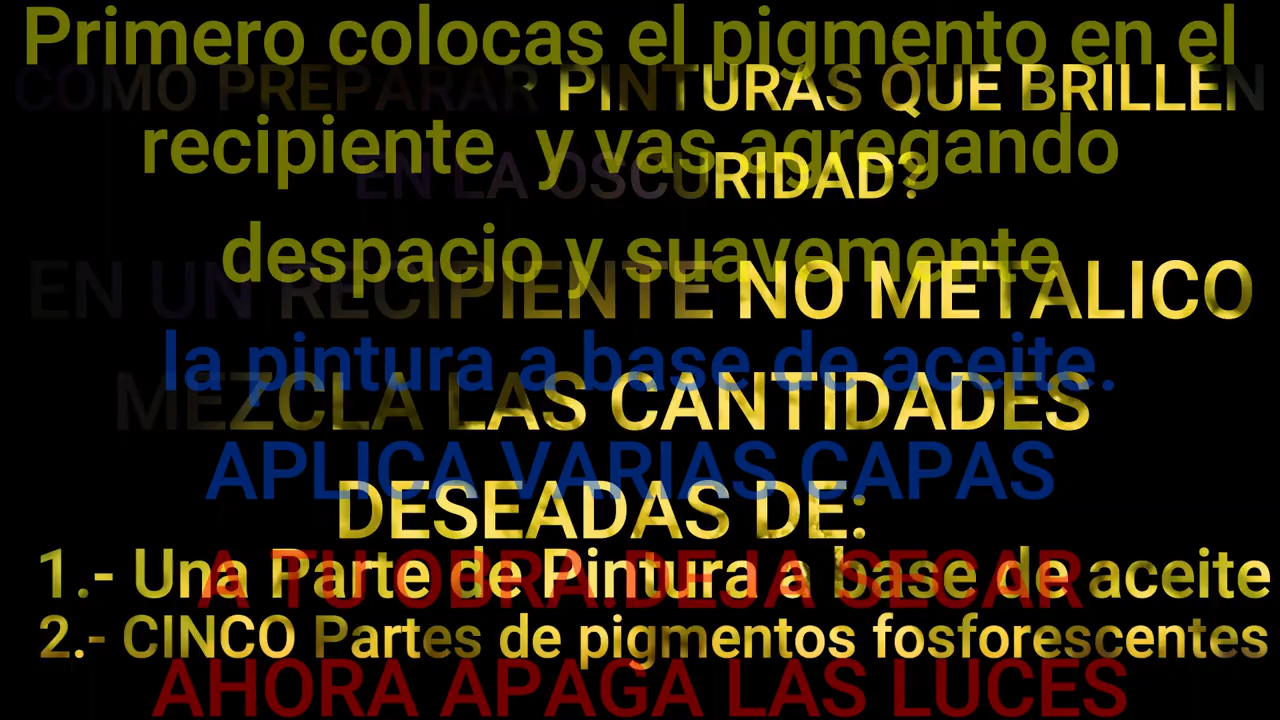 Primero colocas el pigmento en el
COMO PREPARAR PINTURAS QUE BRILLEN
recipiente y vas agregando
EN LA OSCURIDAD?
despacio y suavemente
EN UN RECIPIENTE NO METALICO
la pintura a base de aceite.
MEZCLA LAS CANTIDADES
APLICA VARIAS CAPAS
DESEADAS DE:
1.- Una Parte de Pintura a base de aceite
A TU OBRA.DEJA SECAR
2.- CINCO Partes de pigmentos fosforescentes
AHORA APAGA LAS LUCES